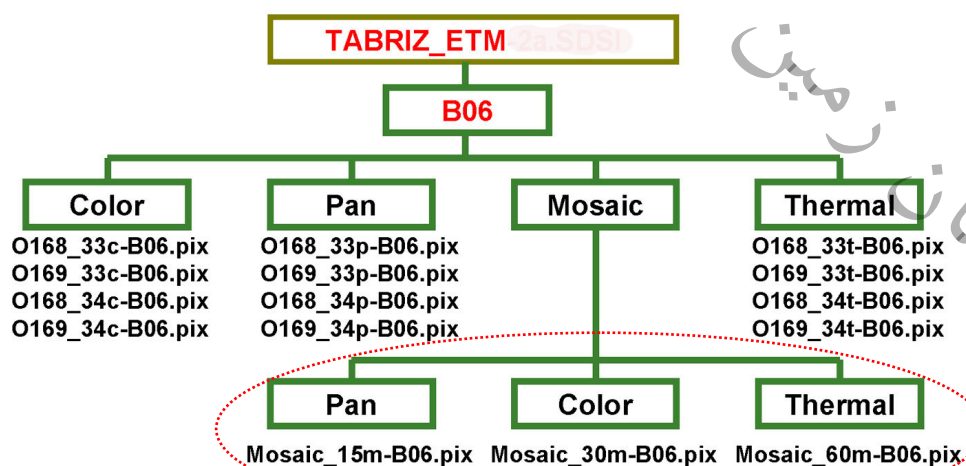 TABRIZ_ETM
B06
Color Pan Mosaic Thermal
O168_33c-B06.pix O168_33p-B06.pix O168_33t-B06.pix
O169_33c-B06.pix O169_33p-B06.pix O169_33t-B06.pix
O168_34c-B06.pix O168_34p-B06.pix O168_34t-B06.pix
O169_34c-B06.pix O169_34p-B06.pix O169_34t-B06.pix
Pan Color Thermal
Mosaic_15m-B06.pix Mosaic_30m-B06.pix Mosaic_60m-B06.pix
زمین